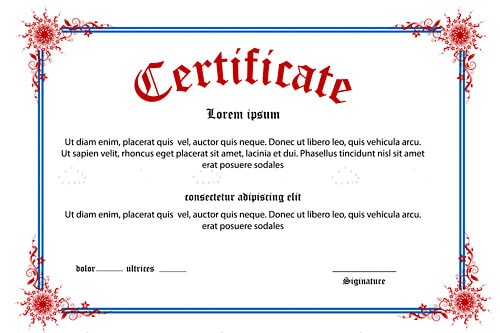 Certificate
Lorem ipsum
Ut diam enim, placerat quis vel, auctor quis neque. Donec ut libero leo, quis vehicula arcu.
Ut sapien velit, rhoncus eget placerat sit amet, lacinia et dui. Phasellus tincidunt nisl sit amet
erat posuere sodales
consectetur adipiscing elit
Ut diam enim, placerat quis vel, auctor quis neque. Donec ut libero leo, quis vehicula arcu.
erat posuere sodales
dolor______ ultrices ______
Siginature